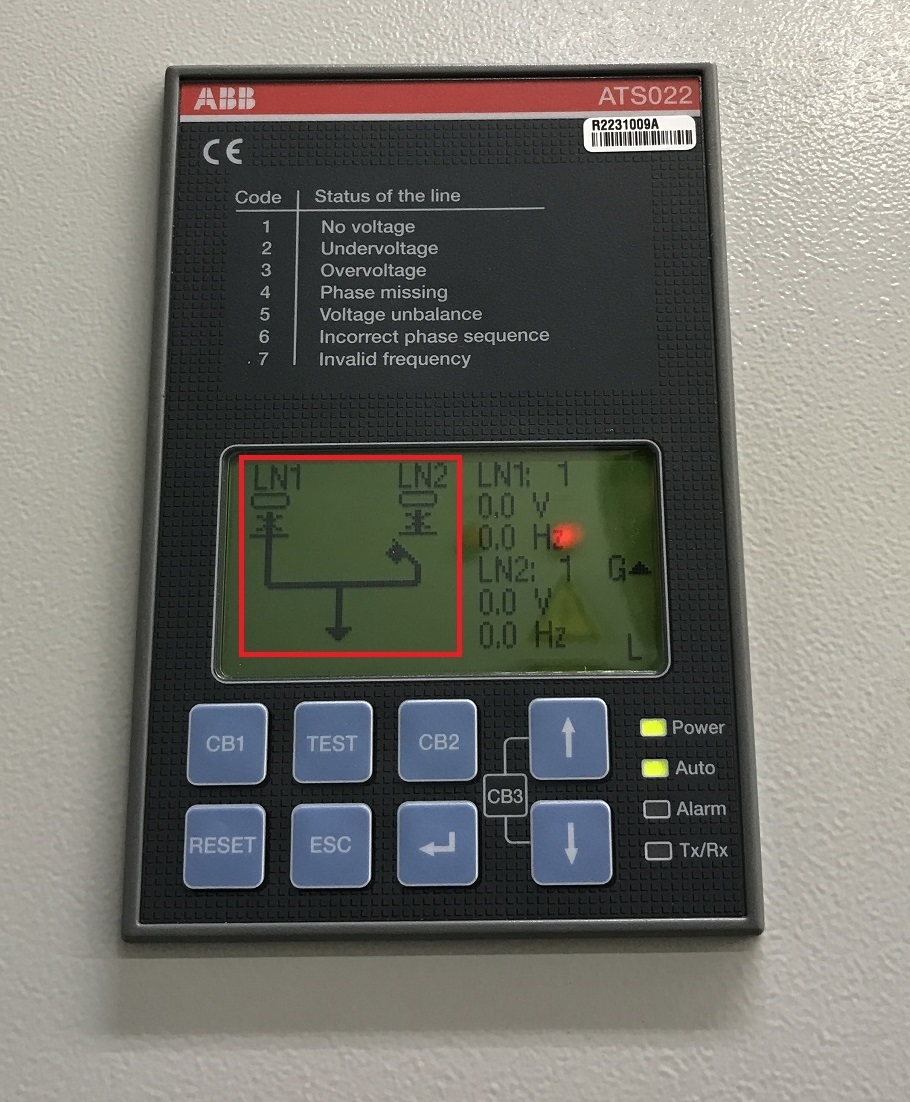 ABB ATS022
R2231009A
CE
Code Status of the line
1 No voltage
2 Undervoltage
3 Overvoltage
4 Phase missing
5 Voltage unbalance
6 Incorrect phase sequence
.7 Invalid frequency
LN1 LN2 LN1: 1
0,0 V
0.0 Hz
LN2: 1 G
0.0 V
0.0 Hz L
CB1 TEST CB2 ↑ Power
Auto
CB3
Alarm
RESET ESC ↵ ↓ Tx/Rx